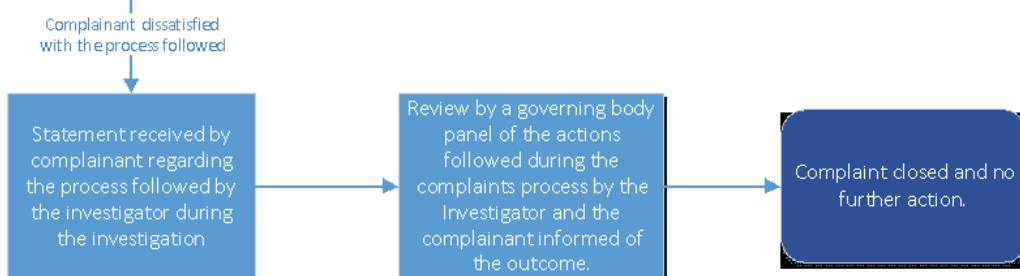 Complainant dissatisfied
with the process followed
Statement received by
complainant regarding
the process followed by
the investigator during
the investigation
Review by a governing body
panel of the actions
followed during the
complaints process by the
Investigator and the
complainant informed of
the outcome.
Complaint closed and no
further action.